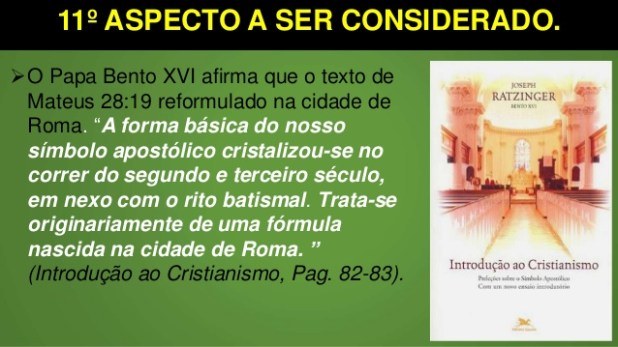 11º ASPECTO A SER CONSIDERADO.
➢O Papa Bento XVI afirma que o texto de
Mateus 28:19 reformulado na cidade de
Roma. “A forma básica do nosso
símbolo apostólico cristalizou-se no
correr do segundo e terceiro século,
em nexo com o rito batismal. Trata-se
originariamente de uma fórmula
nascida na cidade de Roma. ”
(Introdução ao Cristianismo, Pag. 82-83).
JOSEPH
RATZINGER
BENTO XVI
Introdução ao Cristianismo
Preleções sobre o Símbolo Apostólico
Com um novo ensaio introdutório